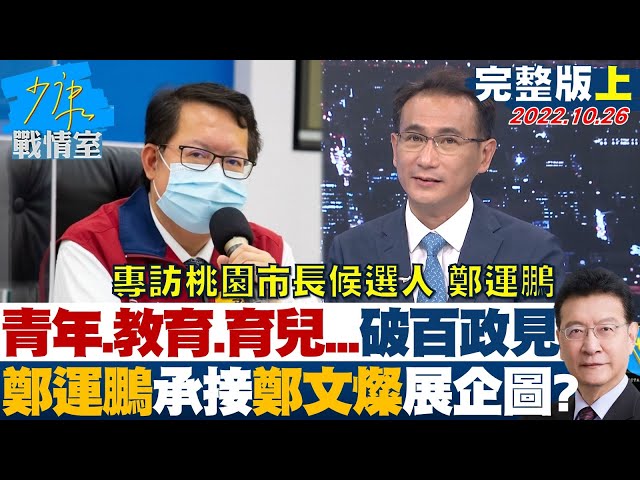 少康
戰情室
完整版上
2022.10.26
專訪桃園市長候選人 鄭運鵬
青年.教育.育兒...破百政見
鄭運鵬承接鄭文燦展企圖?